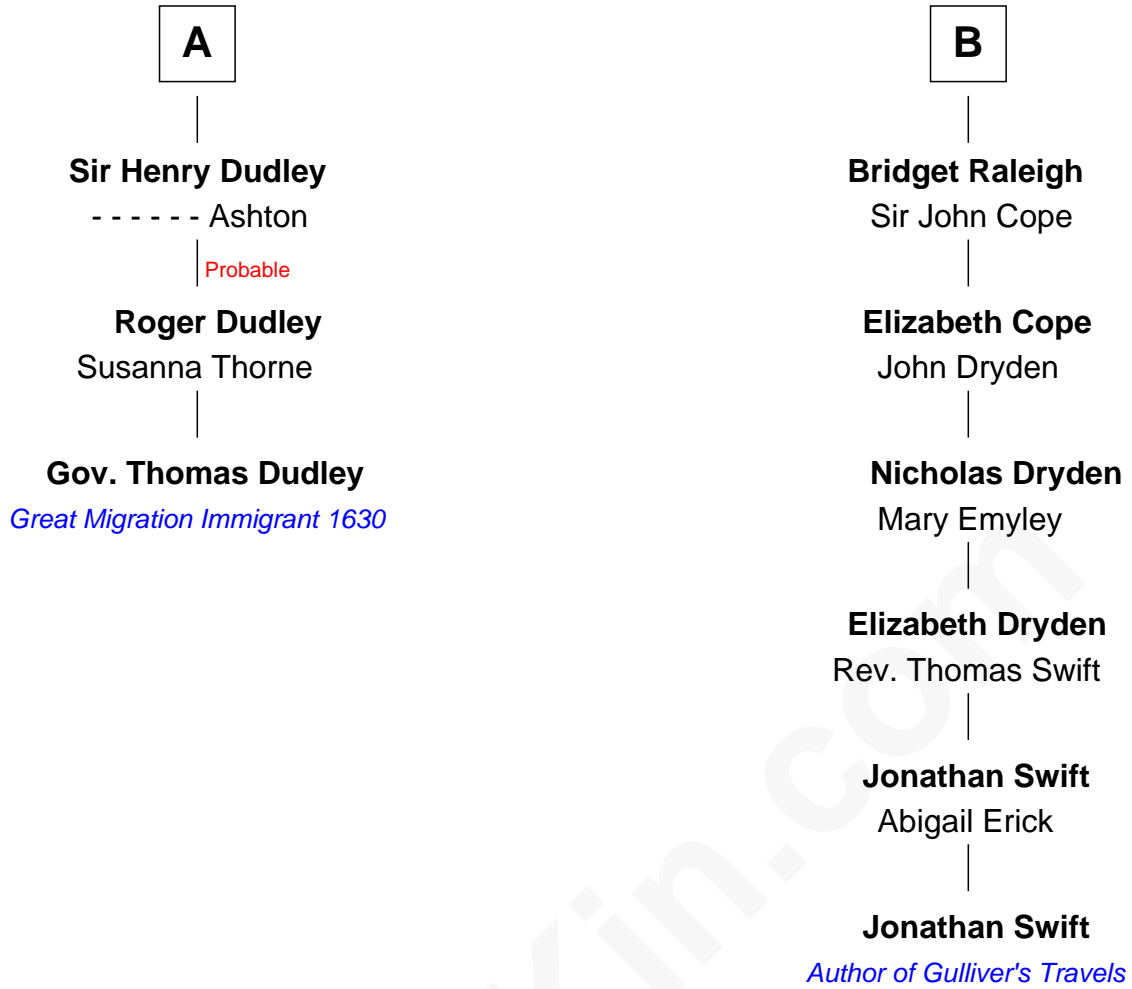 A
Sir Henry Dudley
- - - - - - Ashton
Probable
Roger Dudley
Susanna Thorne
Gov. Thomas Dudley
Great Migration Immigrant 1630
B
Bridget Raleigh
Sir John Cope
Elizabeth Cope
John Dryden
Nicholas Dryden
Mary Emyley
Elizabeth Dryden
Rev. Thomas Swift
Jonathan Swift
Abigail Erick
Jonathan Swift
Author of Gulliver's Travels
Kin.com